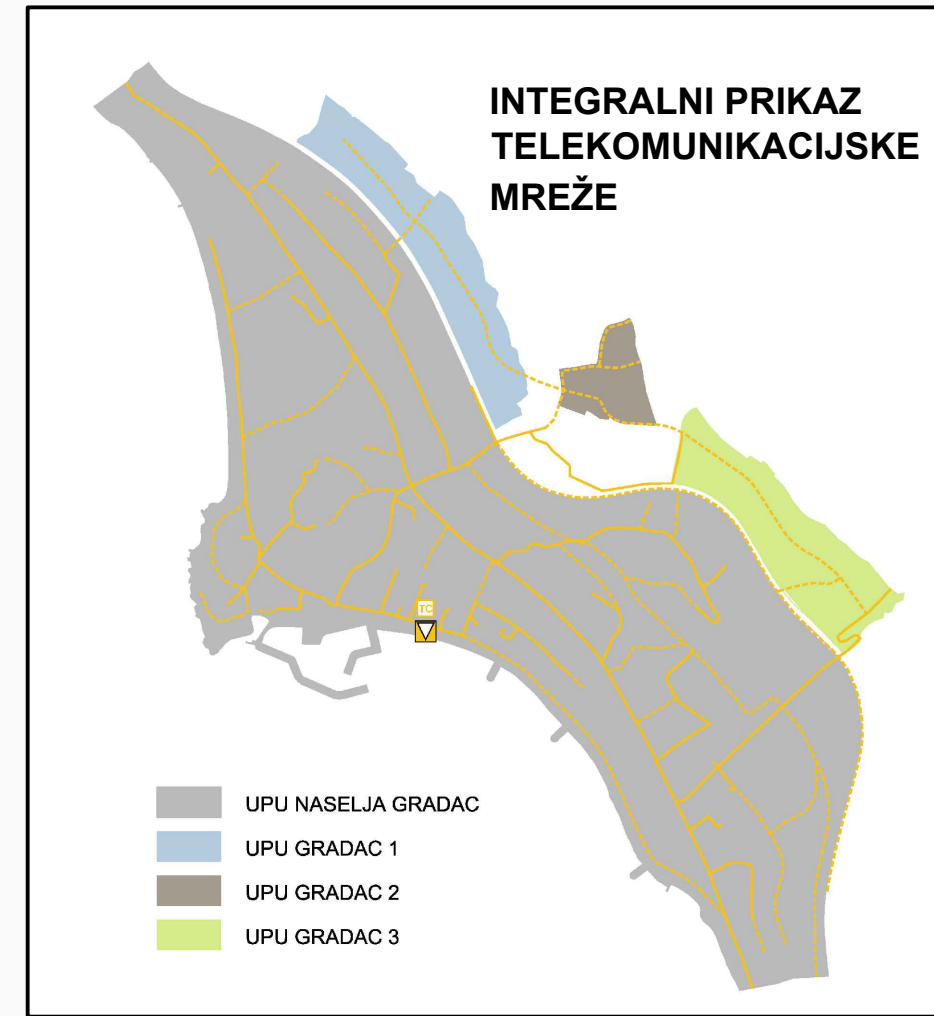 INTEGRALNI PRIKAZ
TELEKOMUNIKACIJSKE
MREŽE
TC
UPU NASELJA GRADAC
UPU GRADAC 1
UPU GRADAC 2
UPU GRADAC 3